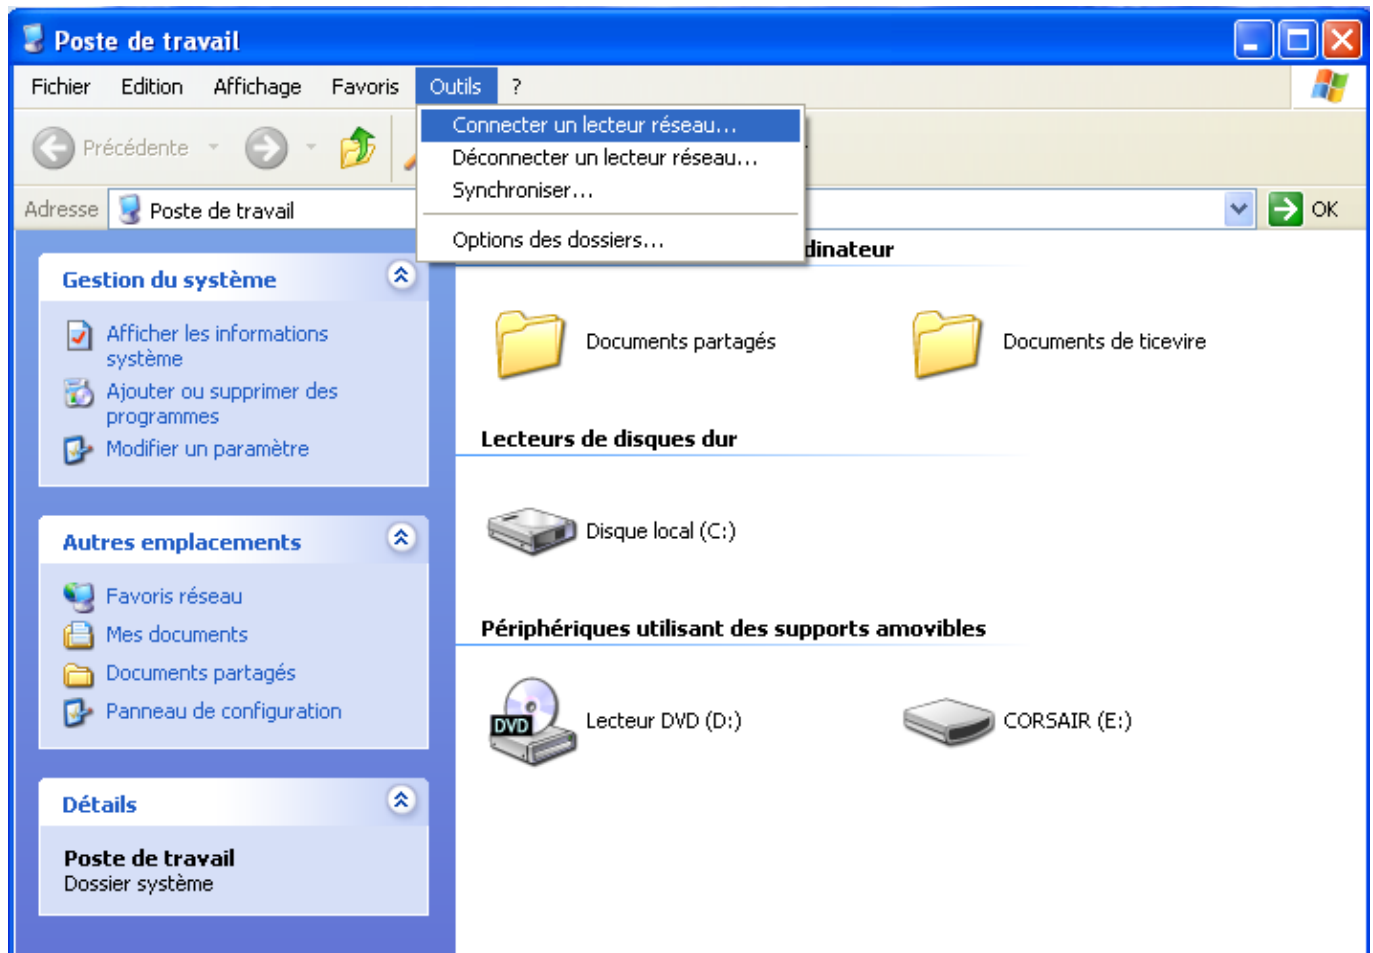 Poste de travail
Fichier Edition Affichage Favoris Outils ?
Connecter un lecteur réseau...
Déconnecter un lecteur réseau...
Synchroniser...
Options des dossiers...
Précédente
Adresse Poste de travail OK
dinateur
Gestion du système
Afficher les informations
système
Ajouter ou supprimer des
programmes
Modifier un paramètre
Autres emplacements
Favoris réseau
Mes documents
Documents partagés
Panneau de configuration
Détails
Poste de travail
Dossier système
Documents partagés Documents de ticevire
Lecteurs de disques dur
Disque local (C:)
Périphériques utilisant des supports amovibles
DVD
Lecteur DVD (D:) CORSAIR (E:)